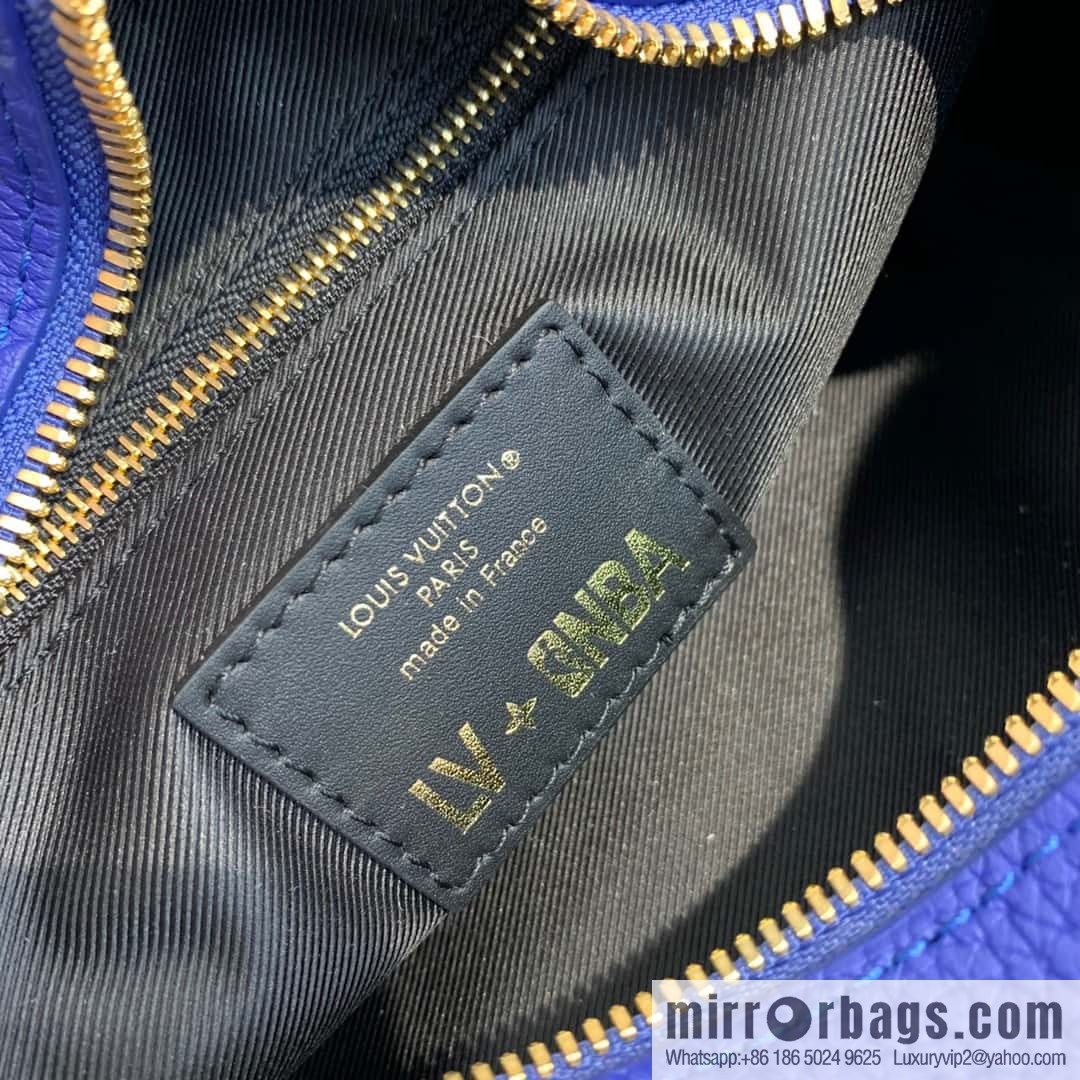 LOUIS VUITTON®
PARIS
made in France
LV NBA
mirrorbags.com
Whatsapp:+86 186 5024 9625 Luxuryvip2@yahoo.com